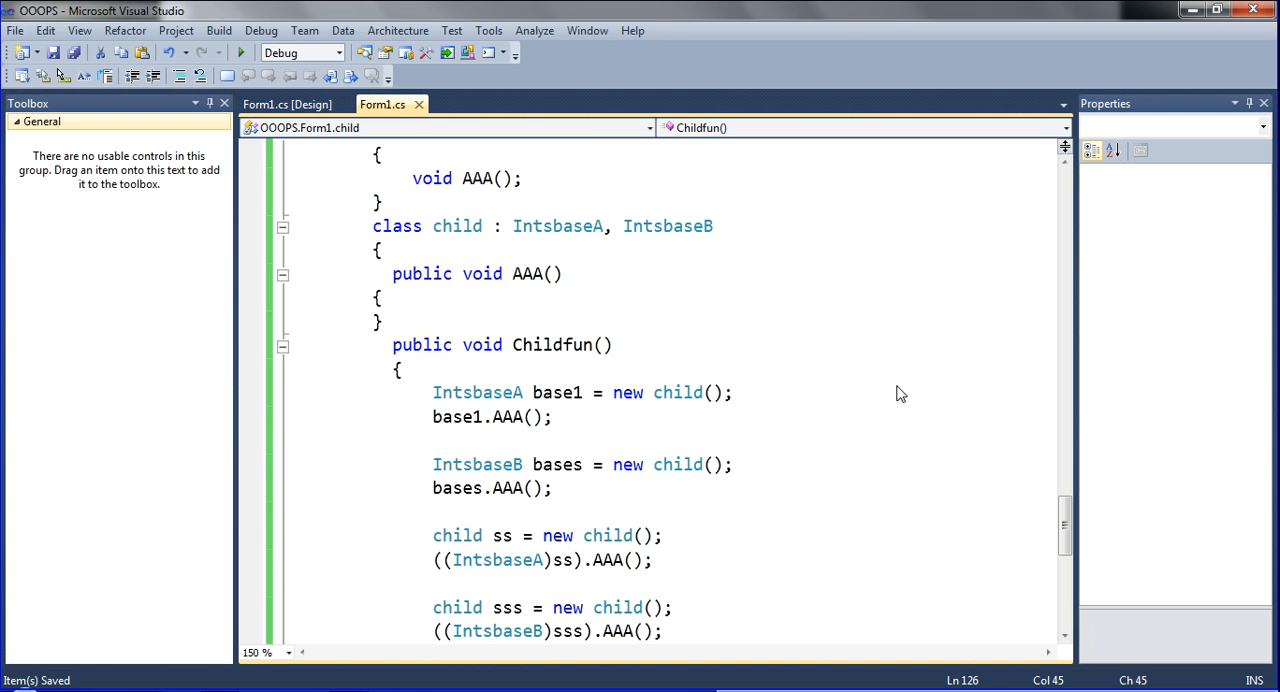 OOOPS - Microsoft Visual Studio
File Edit View Refactor Project Build Debug Team Data Architecture Test Tools Analyze Window Help
Debug
Toolbox
Form1.cs [Design] Form1.cs
Properties
General
OOOPS.Form1.child Childfun()
There are no usable controls in this
group. Drag an item onto this text to add
it to the toolbox.
{
void AAA();
}
class child : IntsbaseA, IntsbaseB
{
public void AAA()
{
}
public void Childfun()
{
IntsbaseA base1 = new child();
base1.AAA();
IntsbaseB bases = new child();
bases.AAA();
child ss = new child();
((IntsbaseA)ss).AAA();
child sss = new child();
((IntsbaseB)sss).AAA();
150 %
Item(s) Saved Ln 126 Col 45 Ch 45 INS